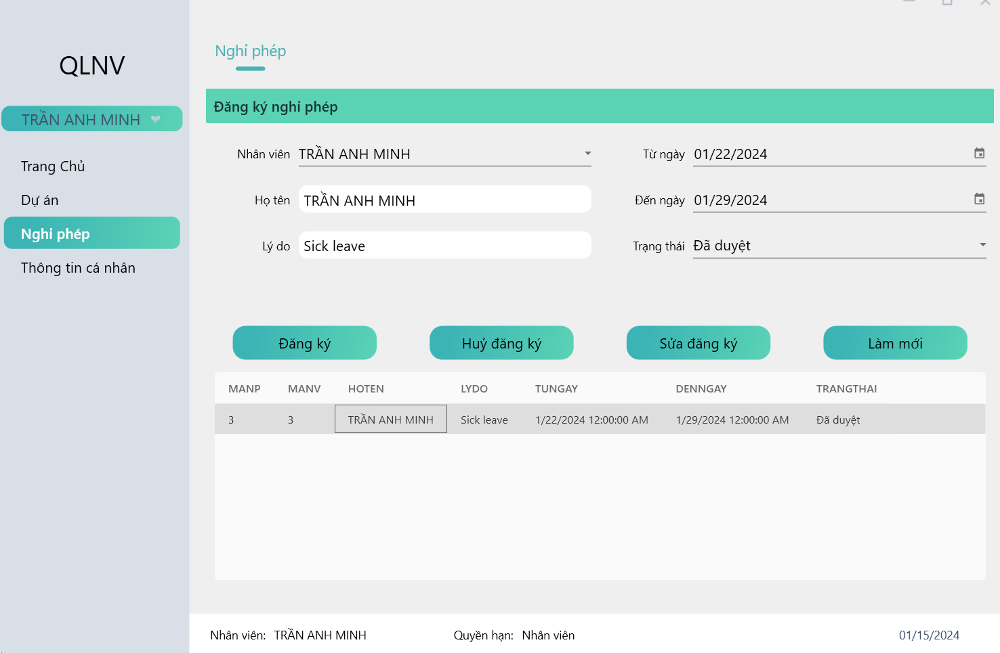 QLNV
TRẦN ANH MINH ❤
Trang Chủ
Dự án
Nghỉ phép
Thông tin cá nhân
Nghỉ phép
Đăng ký nghỉ phép
Nhân viên TRẦN ANH MINH Từ ngày 01/22/2024
Họ tên TRẦN ANH MINH Đến ngày 01/29/2024
Lý do Sick leave Trạng thái Đã duyệt
Đăng ký Huỷ đăng ký Sửa đăng ký Làm mới
MANP MANV HOTEN LYDO TUNGAY DENNGAY TRANGTHAI
3 3 TRẦN ANH MINH Sick leave 1/22/2024 12:00:00 AM 1/29/2024 12:00:00 AM Đã duyệt
Nhân viên: TRẦN ANH MINH Quyền hạn: Nhân viên 01/15/2024